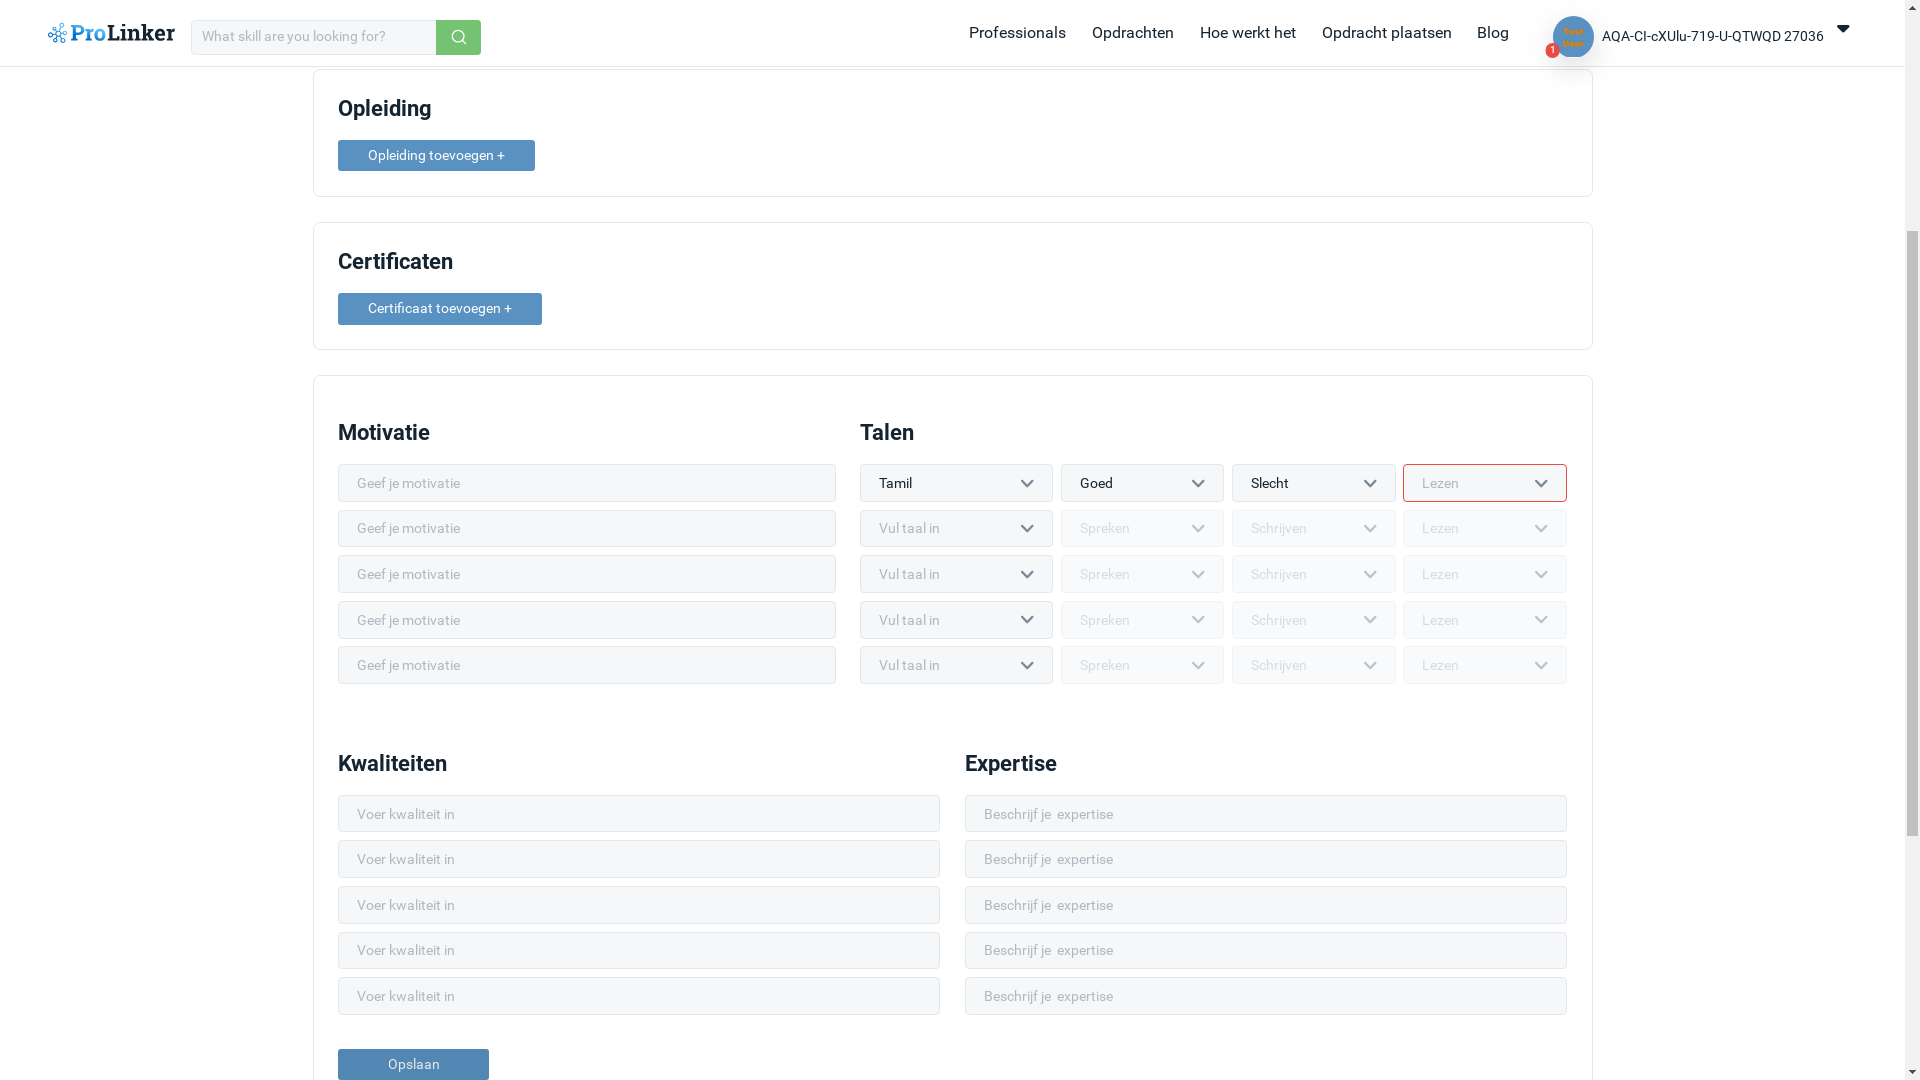 ProLinker
What skill are you looking for?
Professionals
Opdrachten
Hoe werkt het
Opdracht plaatsen
Blog
1
Test
User
AQA-CI-cXUlu-719-U-QTWQD 27036
Opleiding
Opleiding toevoegen +
Certificaten
Certificaat toevoegen +
Motivatie
Geef je motivatie
Geef je motivatie
Geef je motivatie
Geef je motivatie
Geef je motivatie
Talen
Tamil Goed Slecht Lezen
Vul taal in Spreken Schrijven Lezen
Vul taal in Spreken Schrijven Lezen
Vul taal in Spreken Schrijven Lezen
Vul taal in Spreken Schrijven Lezen
Kwaliteiten
Voer kwaliteit in
Voer kwaliteit in
Voer kwaliteit in
Voer kwaliteit in
Voer kwaliteit in
Expertise
Beschrijf je expertise
Beschrijf je expertise
Beschrijf je expertise
Beschrijf je expertise
Beschrijf je expertise
Opslaan